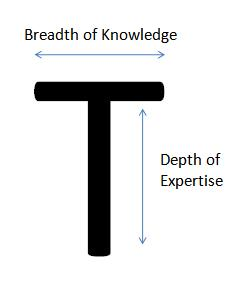 Breadth of Knowledge
Depth of
Expertise